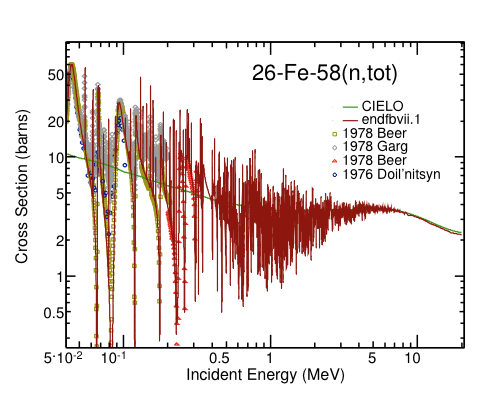 26-Fe-58(n,tot)
CIELO
endfbvii.1
1978 Beer
1978 Garg
1978 Beer
1976 Doil'nitsyn
Cross Section (barns)
50
20
10
5
2
1
0.5
5·10-2 10-1 0.5 1 5 10
Incident Energy (MeV)